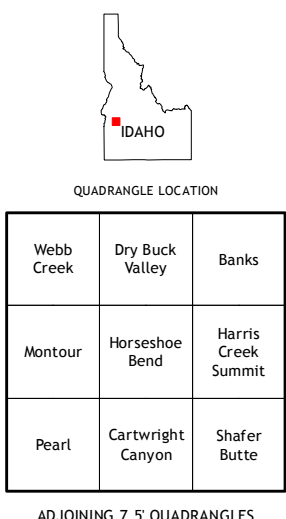 IDAHO
QUADRANGLE LOCATION
Webb
Creek
Dry Buck
Valley
Banks
Montour
Horseshoe
Bend
Harris
Creek
Summit
Pearl
Cartwright
Canyon
Shafer
Butte
ADJOINING 7.5' QUADRANGLES